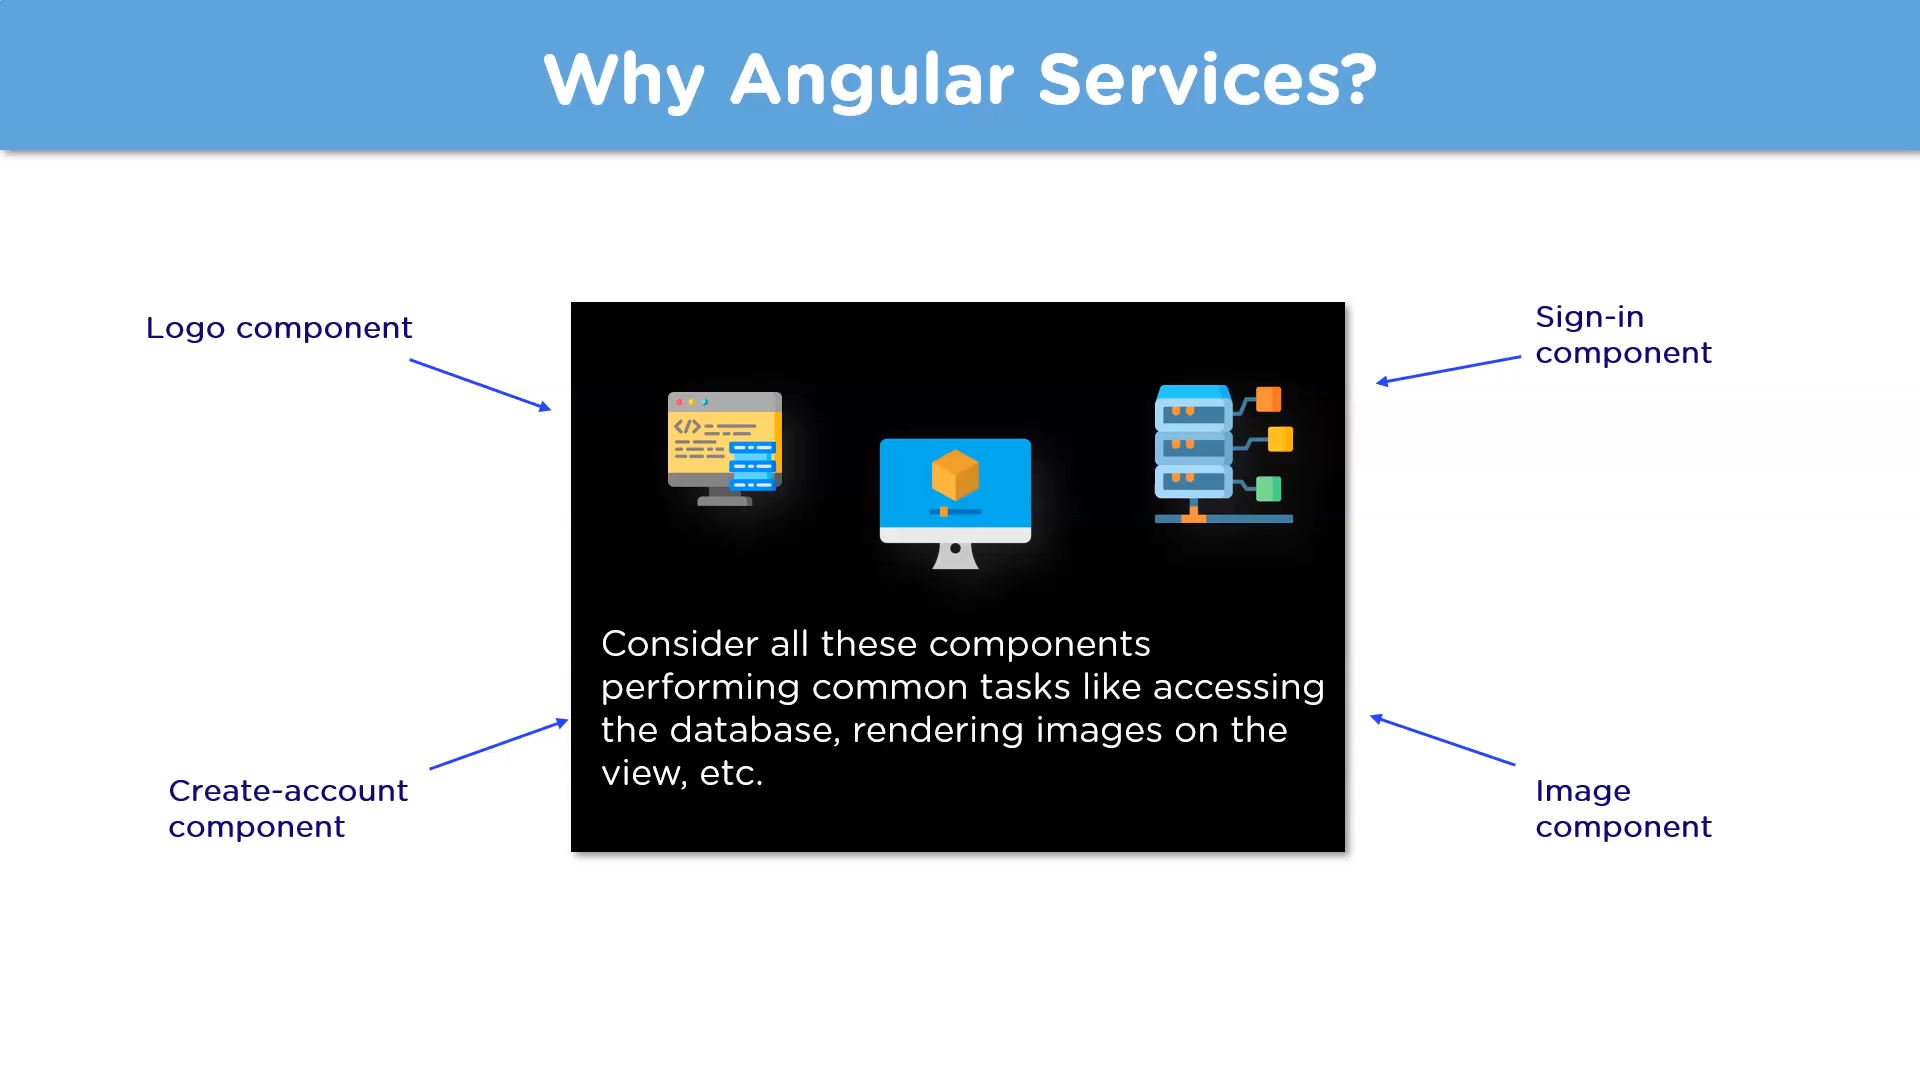 Why Angular Services?
Logo component
Sign-in
component
</>
Consider all these components
performing common tasks like accessing
the database, rendering images on the
view, etc.
Create-account
component
Image
component